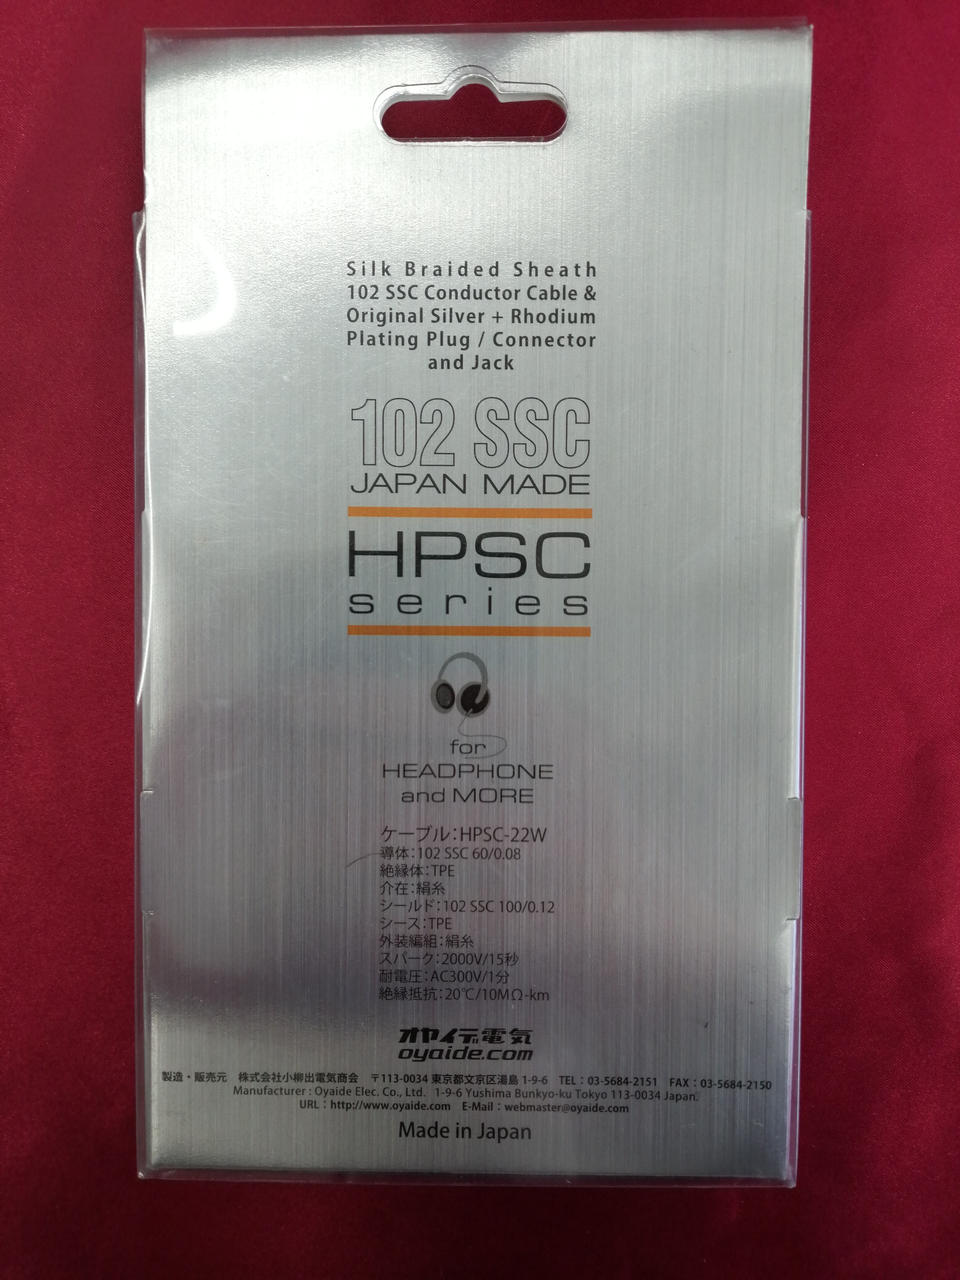 Silk Braided Sheath
102 SSC Conductor Cable &
Original Silver + Rhodium
Plating Plug / Connector
and Jack
102 SSC
JAPAN MADE
HPSC
series
for
HEADPHONE
and MORE
ケーブル：HPSC-22W
導体：102 SSC 60/0.08
絶縁体：TPE
介在：絹糸
シールド：102 SSC 100/0.12
シース：TPE
外装編組：絹糸
スパーク：2000V/15秒
耐電圧：AC300V/1分
絶縁抵抗：20℃/10MΩ-km
オヤイデ電気
oyaide.com
製造・販売元 株式会社小柳出電気商会 〒113-0034 東京都文京区湯島 1-9-6 TEL：03-5684-2151 FAX：03-5684-2150
Manufacturer : Oyaide Elec. Co., Ltd. 1-9-6 Yushima Bunkyo-ku Tokyo 113-0034 Japan.
URL：http://www.oyaide.com E-Mail：webmaster@oyaide.com
Made in Japan